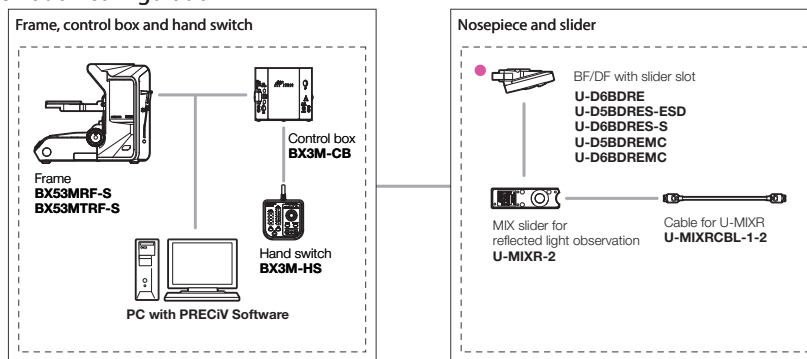 Frame, control box and hand switch
Frame
BX53MRF-S
BX53MTRF-S
Control box
BX3M-CB
Hand switch
BX3M-HS
PC with PRECiV Software
Nosepiece and slider
BF/DF with slider slot
U-D6BDRE
U-D5BDRES-ESD
U-D6BDRES-S
U-D5BDREMC
U-D6BDREMC
MIX slider for
reflected light observation
U-MIXR-2
Cable for U-MIXR
U-MIXRCBL-1-2